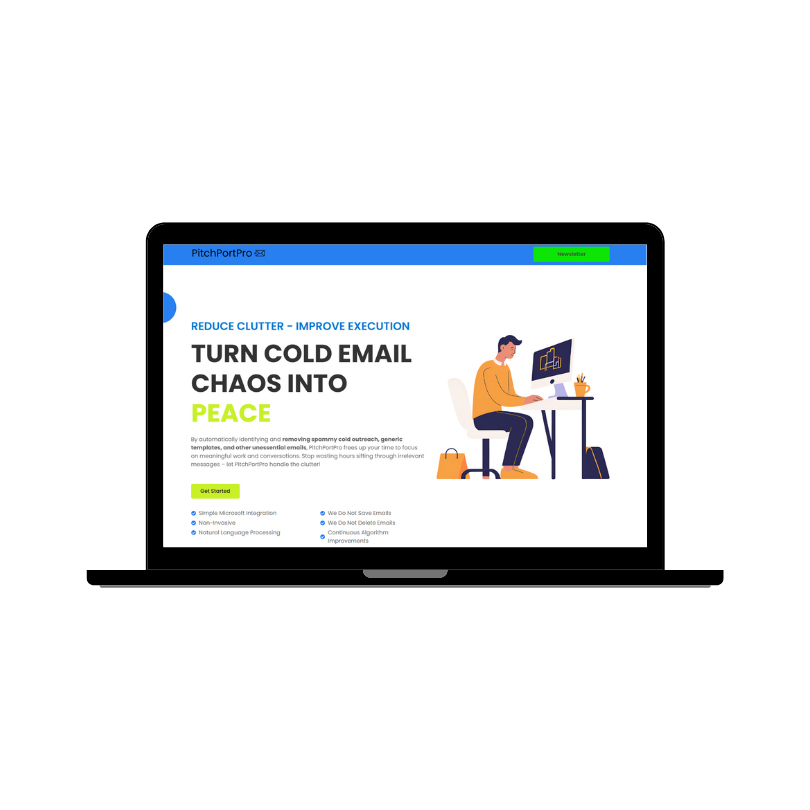 PitchPortPro
Newsletter
REDUCE CLUTTER - IMPROVE EXECUTION
TURN COLD EMAIL
CHAOS INTO
PEACE
By automatically identifying and removing spammy cold outreach, generic
templates, and other unessential emails, PitchPortPro frees up your time to focus
on meaningful work and conversations. Stop wasting hours sifting through irrelevant
messages – let PitchPortPro handle the clutter!
Get Started
Simple Microsoft Integration
Non-Invasive
Natural Language Processing
We Do Not Save Emails
We Do Not Delete Emails
Continuous Algorithm
Improvements